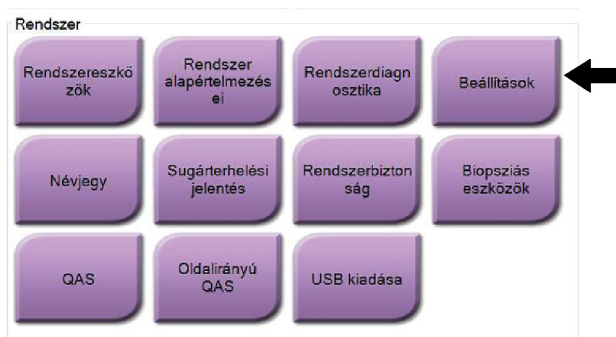 Rendszer
Rendszereszkö
zök
Rendszer
alapértelmezés
ei
Rendszerdiagn
osztika
Beállítások
Névjegy
Sugárterhelési
jelentés
Rendszerbizton
ság
Biopsziás
eszközök
QAS
Oldalirányú
QAS
USB kiadása